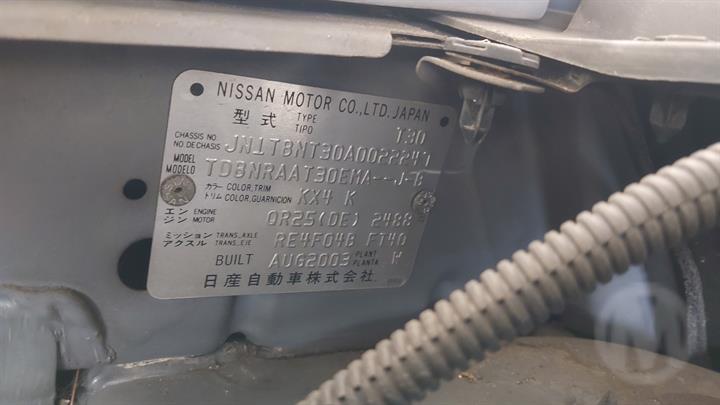 NISSAN MOTOR CO.,LTD.JAPAN
型式 TYPE TIPO T30
CHASSIS NO NO.DE CHASIS JN1TBNT30A0022247
MODEL MODELO TDBNRAAT30EMA--J-B
カラー COLOR,TRIM トリム COLOR,GUARNICION KX4 K
エンジン ENGINE MOTOR QR25(DE) 2488
ミッション TRANS.AXLE アクスル TRANS.EJE RE4F04B FT40
BUILT AUG2003 PLANT PLANTA W
日産自動車株式会社
M